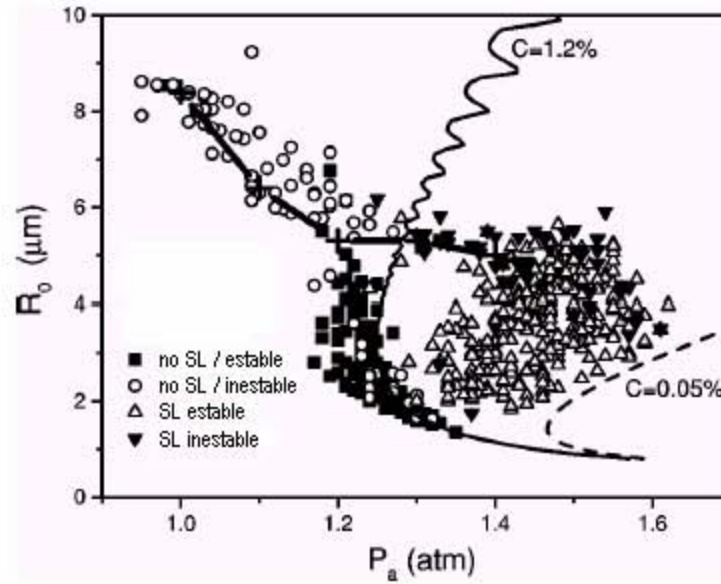 10
8
6
4
2
0
R₀ (μm)
C=1.2%
C=0.05%
no SL / estable
no SL / inestable
SL estable
SL inestable
1.0 1.2 1.4 1.6
Pₐ (atm)